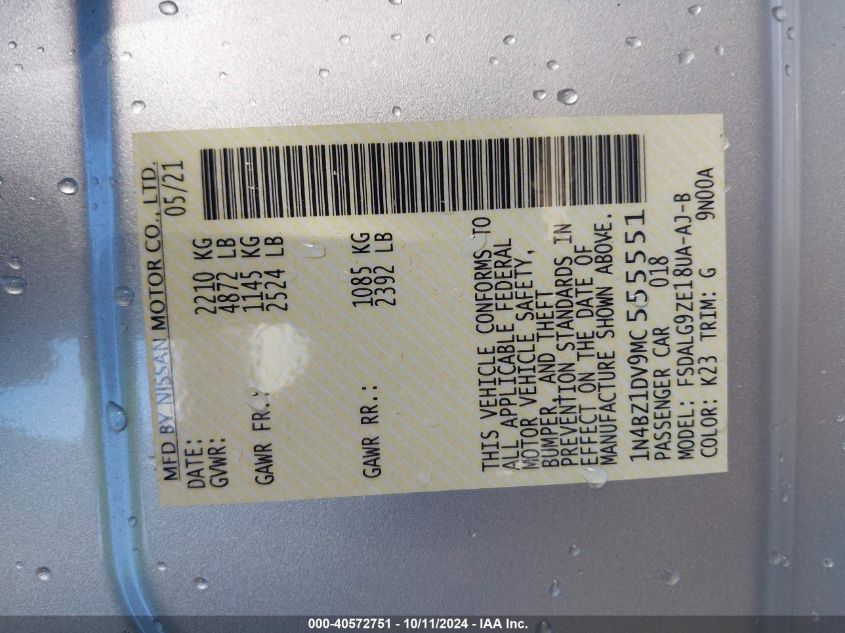 MFD BY NISSAN MOTOR CO., LTD.
DATE: 05/21
GVWR: 2210 KG
4872 LB
GAWR FR.: 1145 KG
2524 LB
GAWR RR.: 1085 KG
2392 LB
THIS VEHICLE CONFORMS TO
ALL APPLICABLE FEDERAL
MOTOR VEHICLE SAFETY,
BUMPER, AND THEFT
PREVENTION STANDARDS IN
EFFECT ON THE DATE OF
MANUFACTURE SHOWN ABOVE.
1N4BZ1DV9MC555551
PASSENGER CAR 018
MODEL: FSDALG9ZE18UA-AJ-B
COLOR: K23 TRIM: G 9N00A
000-40572751 - 10/11/2024 - IAA Inc.